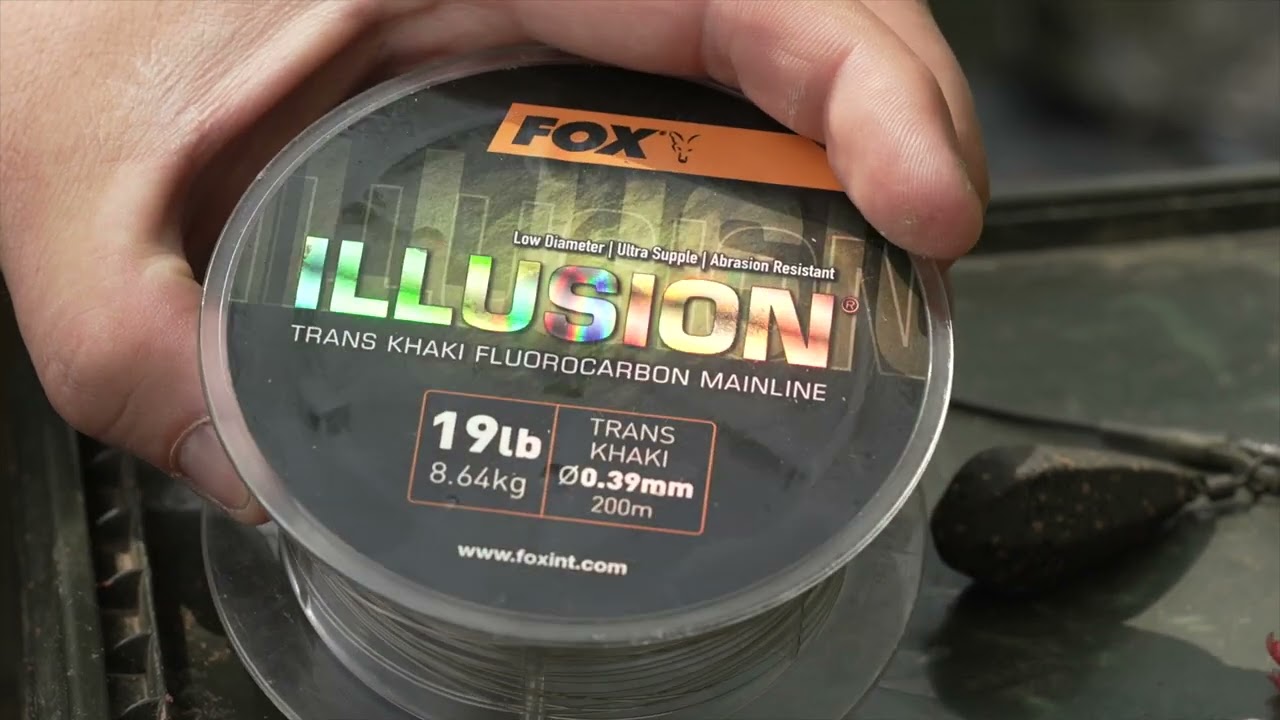 FOX®
Low Diameter | Ultra Supple | Abrasion Resistant
ILLUSION®
TRANS KHAKI FLUOROCARBON MAINLINE
19lb
8.64kg
TRANS
KHAKI
Ø0.39mm
200m
www.foxint.com